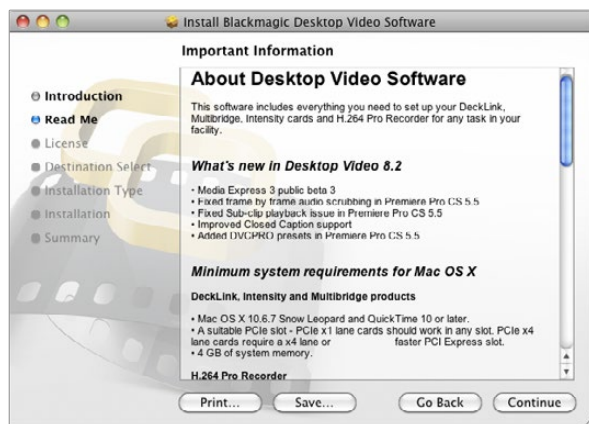 Install Blackmagic Desktop Video Software
Important Information
Introduction
Read Me
License
Destination Select
Installation Type
Installation
Summary
About Desktop Video Software
This software includes everything you need to set up your DeckLink,
Multibridge, Intensity cards and H.264 Pro Recorder for any task in your
facility.
What's new in Desktop Video 8.2
• Media Express 3 public beta 3
• Fixed frame by frame audio scrubbing in Premiere Pro CS 5.5
• Fixed Sub-clip playback issue in Premiere Pro CS 5.5
• Improved Closed Caption support
• Added DVCPRO presets in Premiere Pro CS 5.5
Minimum system requirements for Mac OS X
DeckLink, Intensity and Multibridge products
• Mac OS X 10.6.7 Snow Leopard and QuickTime 10 or later.
• A suitable PCIe slot - PCIe x1 lane cards should work in any slot. PCIe x4
lane cards require a x4 lane or faster PCI Express slot.
• 4 GB of system memory.
H.264 Pro Recorder
Print...
Save...
Go Back
Continue